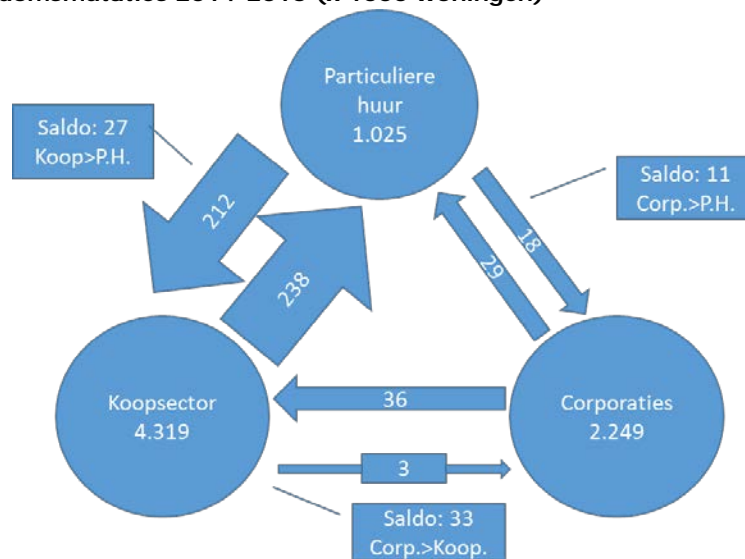 Particuliere
huur
1.025
Saldo: 27
Koop>P.H.
Saldo: 11
Corp.>P.H.
212
238
18
29
Koopsector
4.319
36
3
Corporaties
2.249
Saldo: 33
Corp.>Koop.